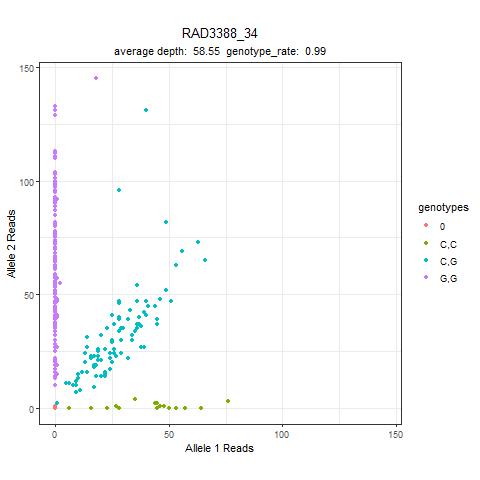 RAD3388_34
average depth:  58.55  genotype_rate:  0.99
150
100
50
0
Allele 2 Reads
0
50
100
150
Allele 1 Reads
genotypes
0
C,C
C,G
G,G